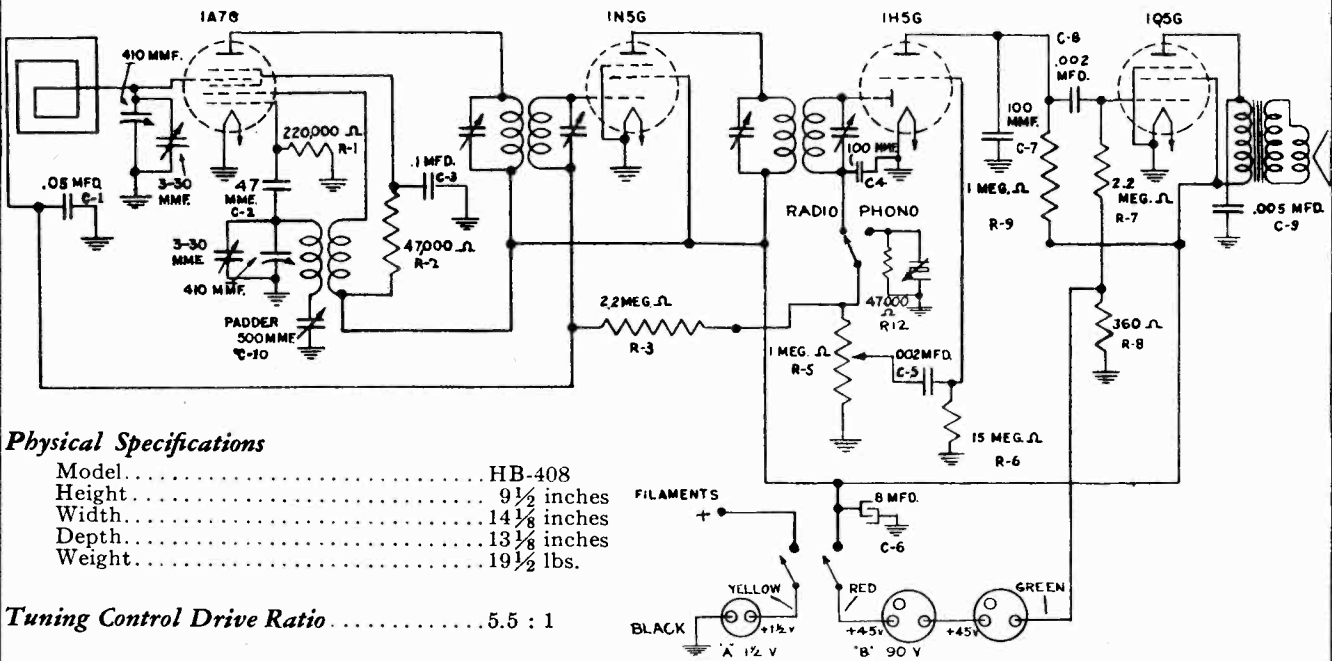 1A7G
1N5G
1H5G
1Q5G
410 MMF.
C-8
.002
MFD.
220,000 Ω
R-1
.1 MFD.
C-3
100
MMF.
C-7
100 MMF.
C4
3-30
MMF.
47
MMF.
C-2
.05 MFD.
C-1
1 MEG. Ω
R-9
2.2
MEG. Ω
R-7
.005 MFD.
C-9
RADIO
PHONO
3-30
MMF.
47,000 Ω
R-2
410 MMF.
47,000
Ω
R12
2.2 MEG. Ω
R-3
PADDER
500 MMF
C-10
360 Ω
R-8
1 MEG. Ω
R-5
.002 MFD.
C-5
15 MEG. Ω
R-6
Physical Specifications
Model HB-408
Height 9½ inches
Width 14⅛ inches
Depth 13⅛ inches
Weight 19½ lbs.
Tuning Control Drive Ratio 5.5 : 1
FILAMENTS
+
8 MFD.
C-6
YELLOW
RED
GREEN
BLACK
+1½ V
+45V
+45V
"A" 1½ V
"B" 90 V